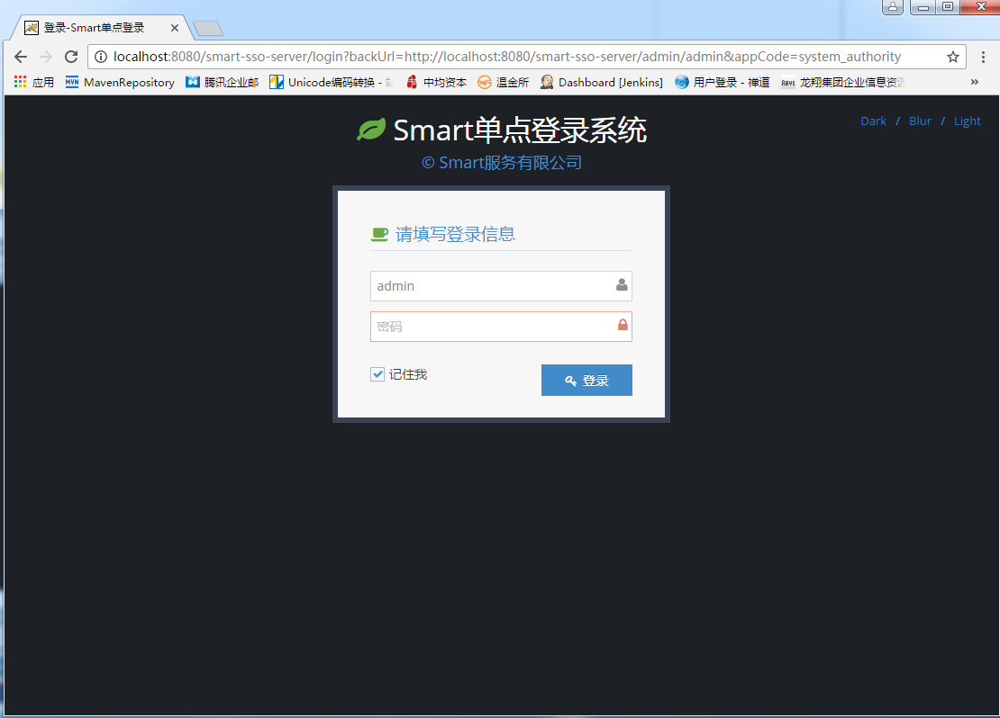 登录-Smart单点登录
localhost:8080/smart-sso-server/login?backUrl=http://localhost:8080/smart-sso-server/admin/admin&appCode=system_authority
应用 MavenRepository 腾讯企业邮 Unicode编码转换 - 中均资本 温金所 Dashboard [Jenkins] 用户登录 - 禅道 龙翔集团企业信息资 »
Smart单点登录系统
Dark / Blur / Light
© Smart服务有限公司
请填写登录信息
admin
密码
记住我
登录